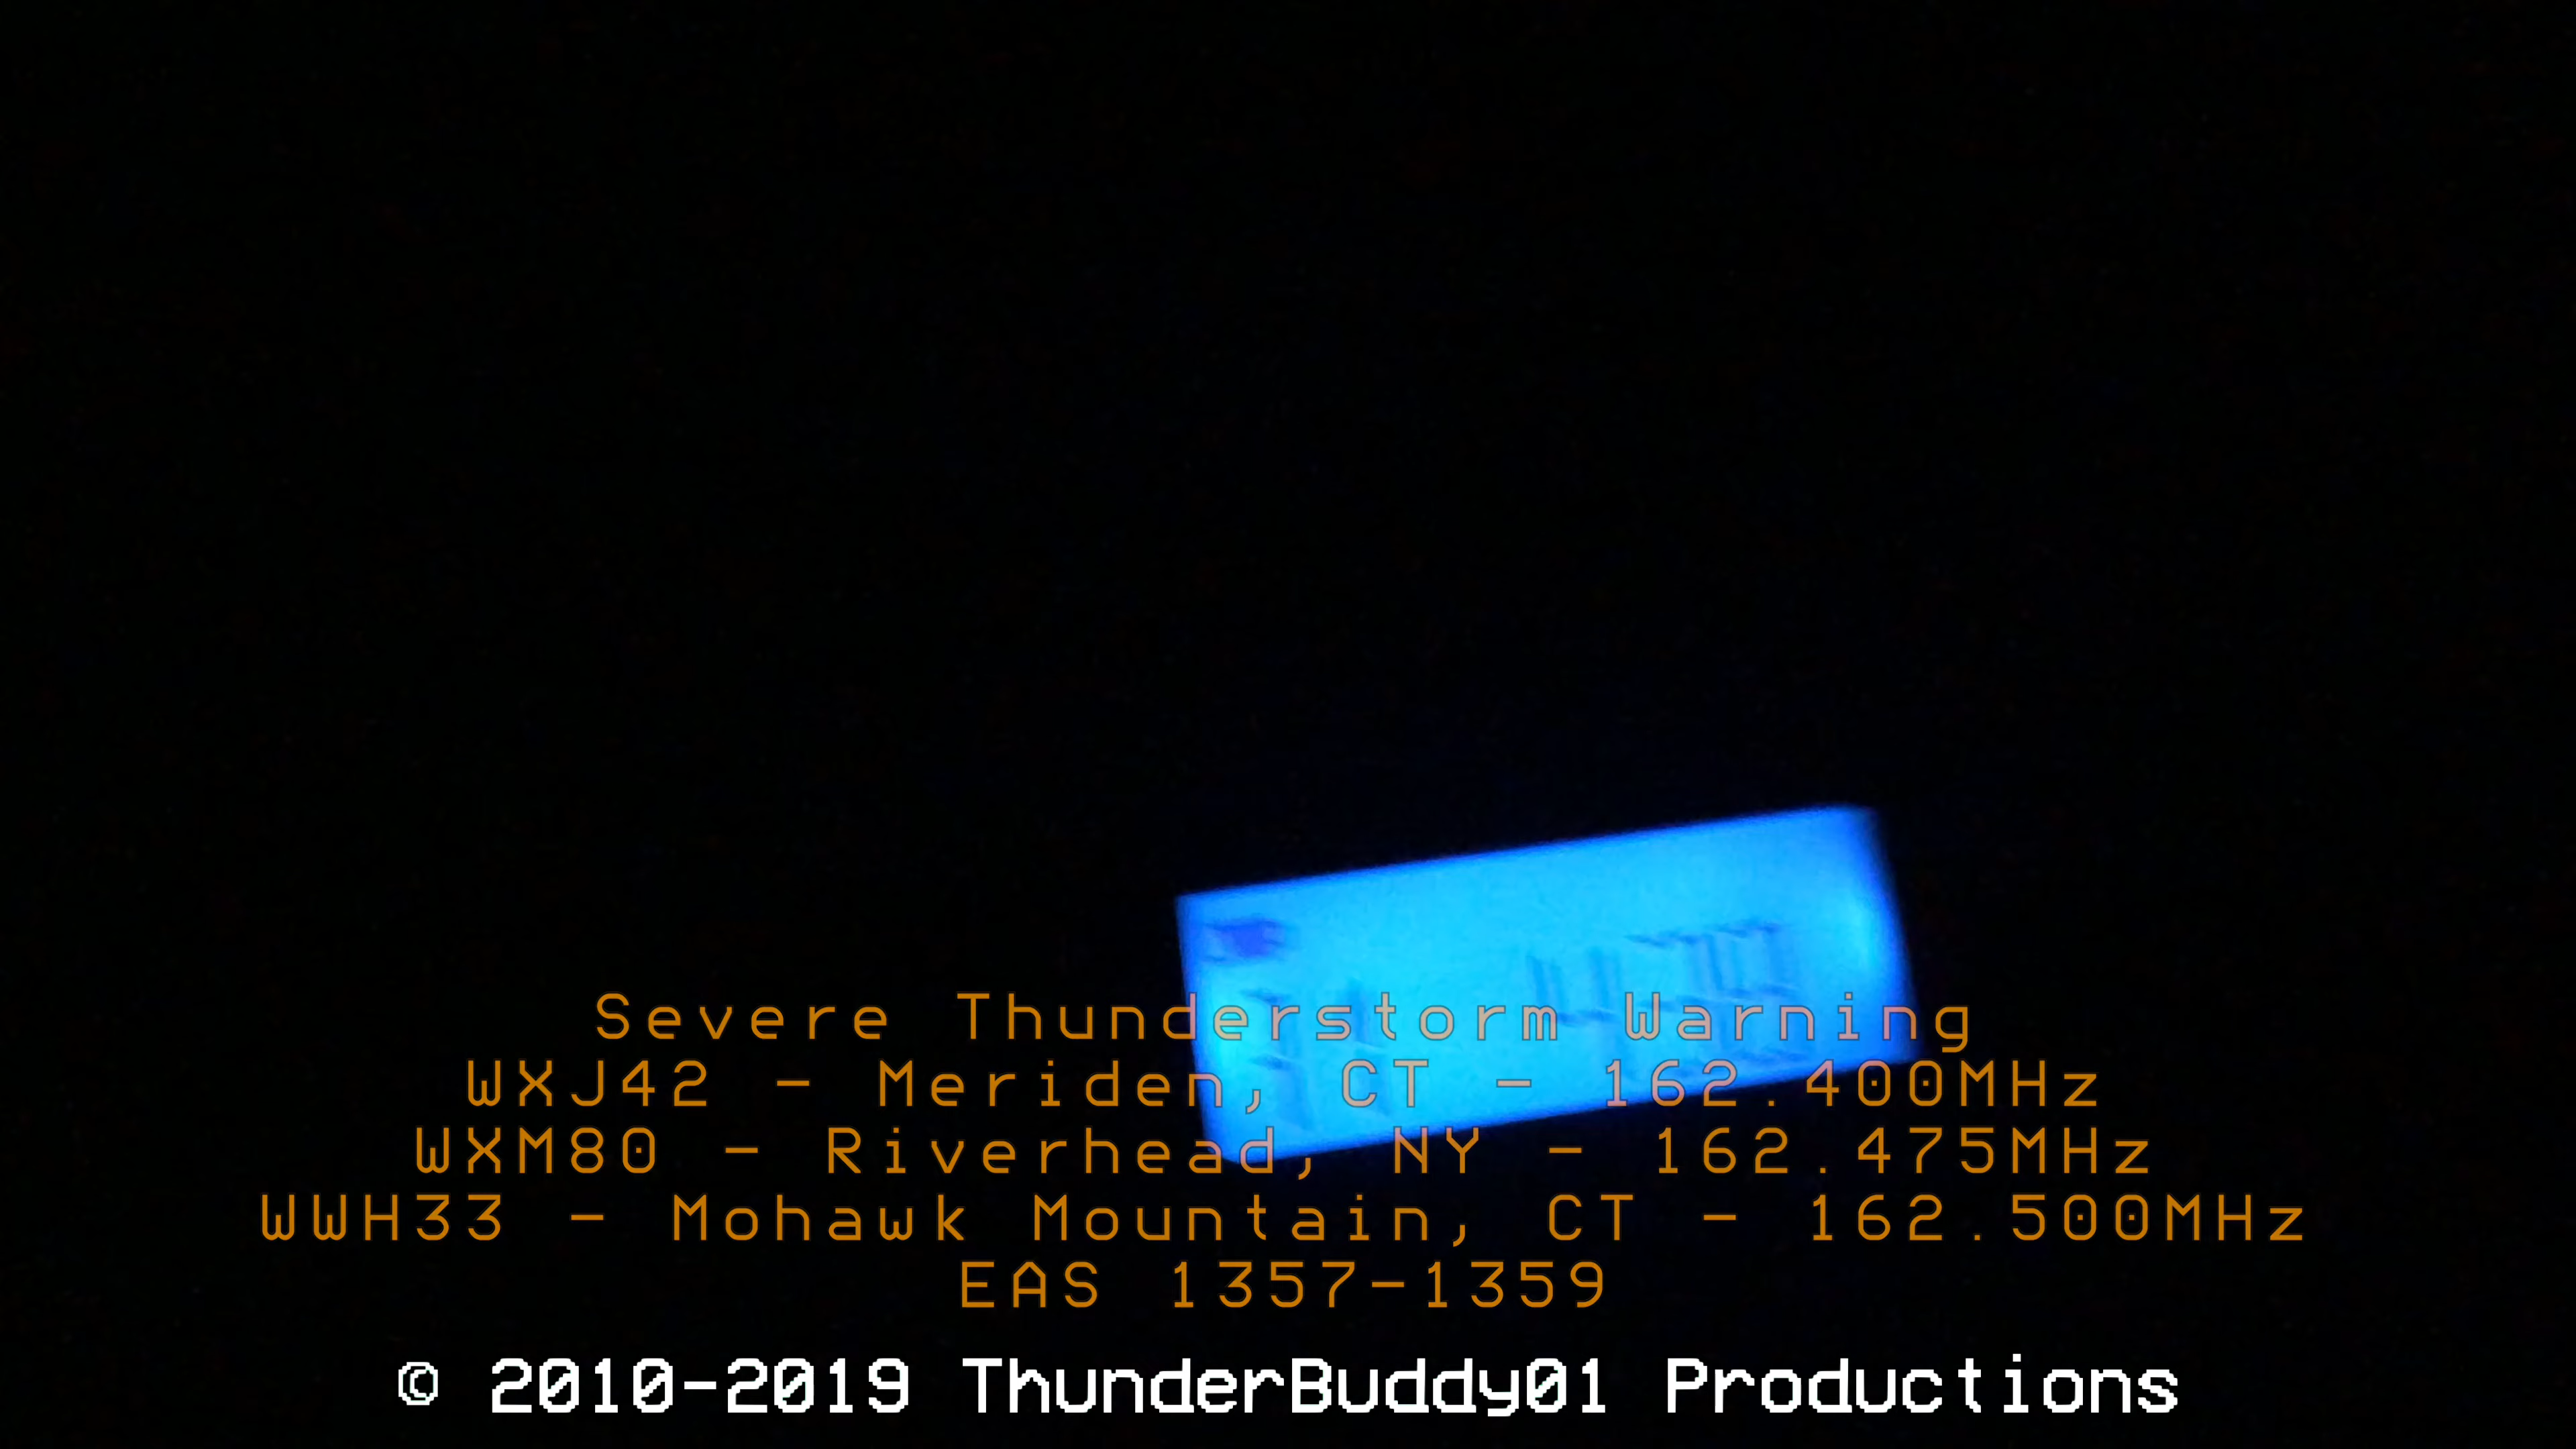 Severe Thunderstorm Warning
WXJ42 - Meriden, CT - 162.400MHz
WXM80 - Riverhead, NY - 162.475MHz
WWH33 - Mohawk Mountain, CT - 162.500MHz
EAS 1357-1359
© 2010-2019 ThunderBuddy01 Productions